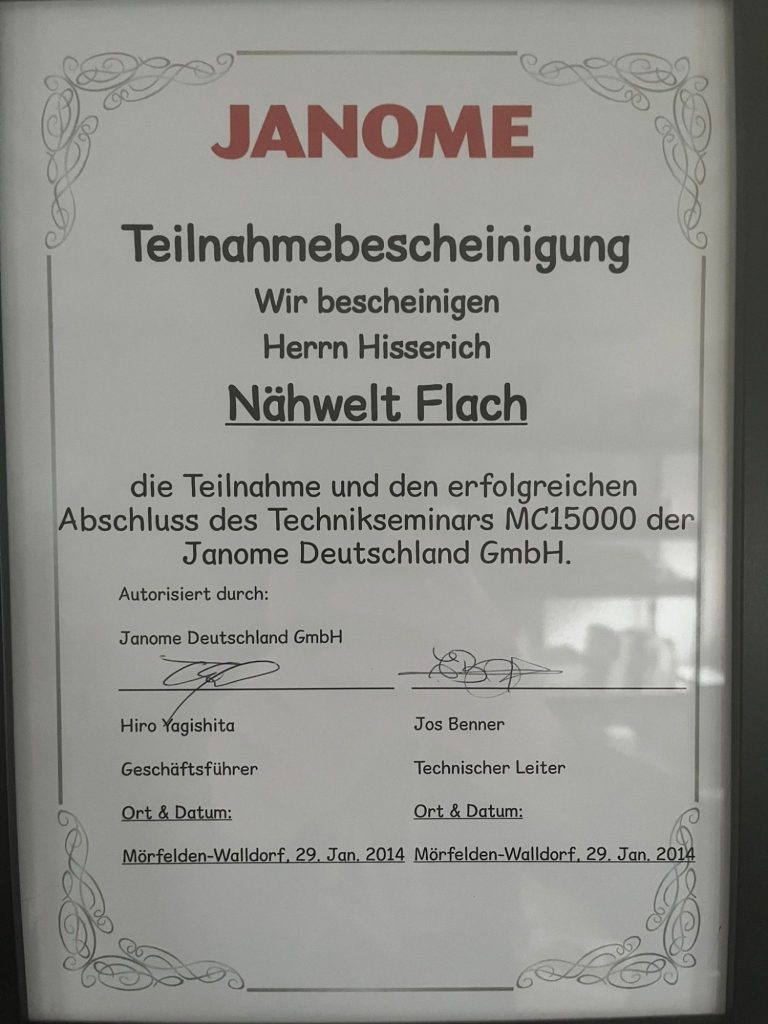 JANOME
Teilnahmebescheinigung
Wir bescheinigen
Herrn Hisserich
Nähwelt Flach
die Teilnahme und den erfolgreichen
Abschluss des Technikseminars MC15000 der
Janome Deutschland GmbH.
Autorisiert durch:
Janome Deutschland GmbH
Hiro Yagishita Jos Benner
Geschäftsführer Technischer Leiter
Ort & Datum: Ort & Datum:
Mörfelden-Walldorf, 29. Jan. 2014 Mörfelden-Walldorf, 29. Jan. 2014